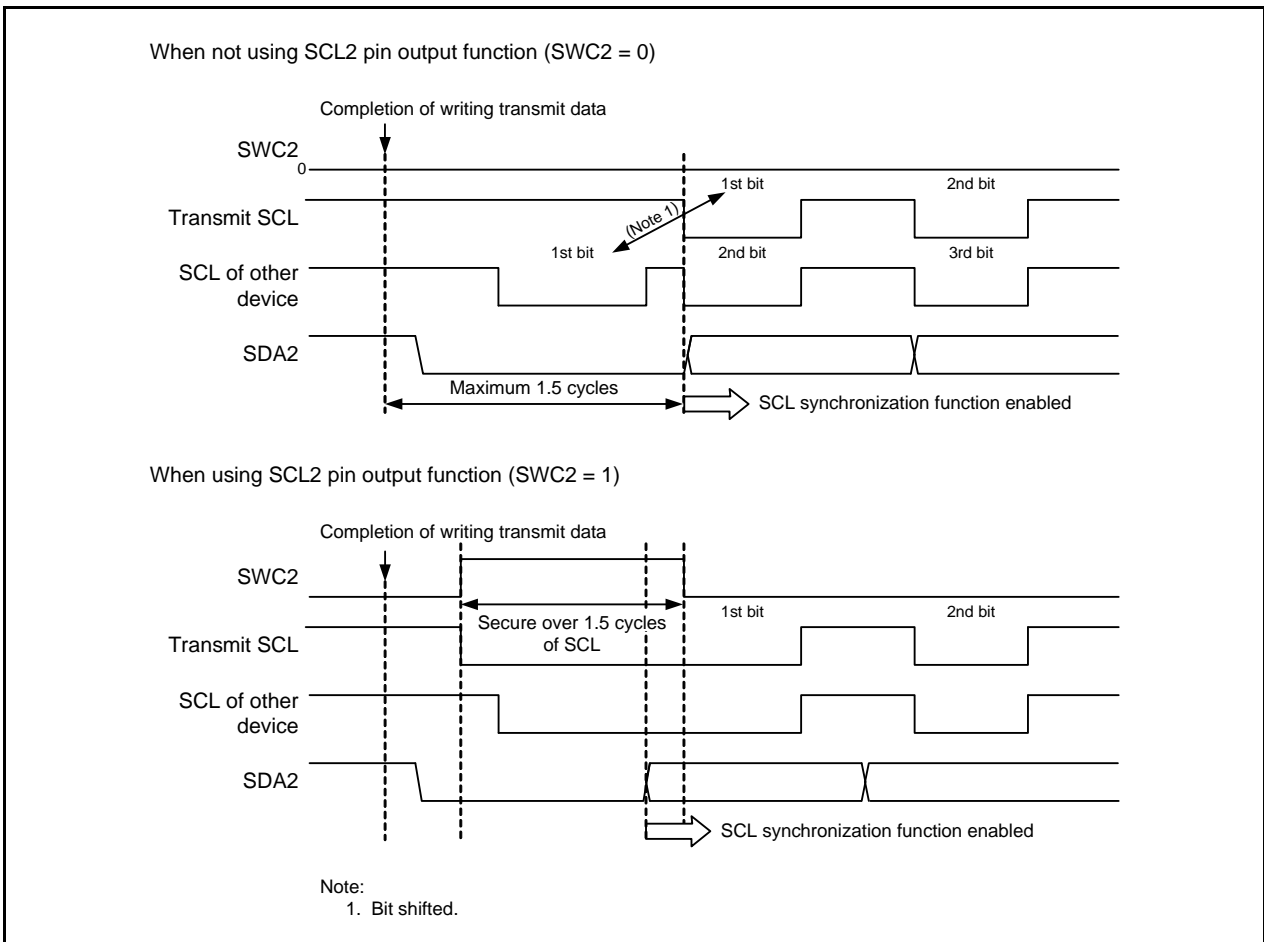 When not using SCL2 pin output function (SWC2 = 0)
Completion of writing transmit data
SWC2
0
1st bit
2nd bit
Transmit SCL
(Note 1)
1st bit
2nd bit
3rd bit
SCL of other
device
SDA2
Maximum 1.5 cycles
SCL synchronization function enabled
When using SCL2 pin output function (SWC2 = 1)
Completion of writing transmit data
SWC2
Secure over 1.5 cycles
of SCL
1st bit
2nd bit
Transmit SCL
SCL of other
device
SDA2
SCL synchronization function enabled
Note:
1. Bit shifted.